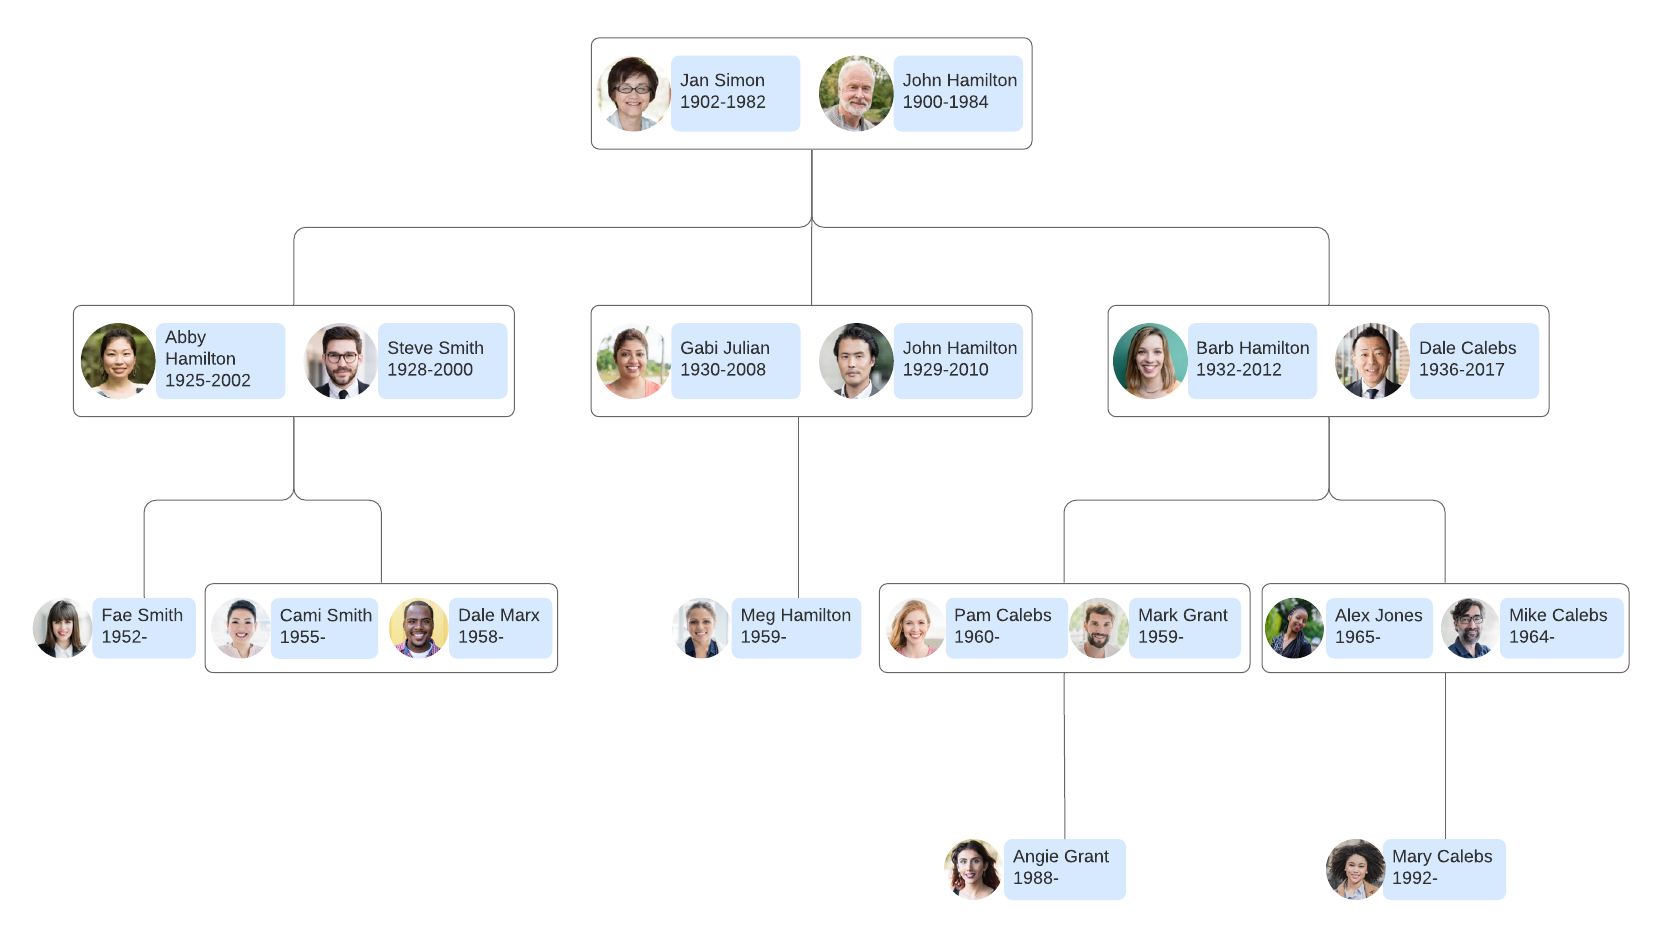 Jan Simon
1902-1982
John Hamilton
1900-1984
Abby
Hamilton
1925-2002
Steve Smith
1928-2000
Gabi Julian
1930-2008
John Hamilton
1929-2010
Barb Hamilton
1932-2012
Dale Calebs
1936-2017
Fae Smith
1952-
Cami Smith
1955-
Dale Marx
1958-
Meg Hamilton
1959-
Pam Calebs
1960-
Mark Grant
1959-
Alex Jones
1965-
Mike Calebs
1964-
Angie Grant
1988-
Mary Calebs
1992-